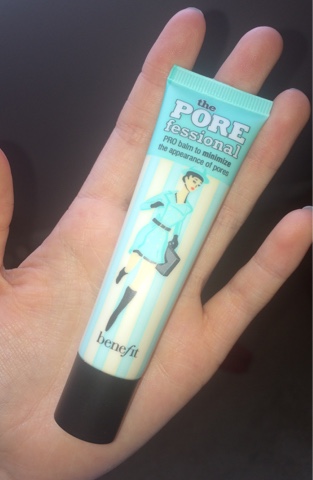 the
PORE
fessional
PRO balm to minimize
the appearance of pores
benefit